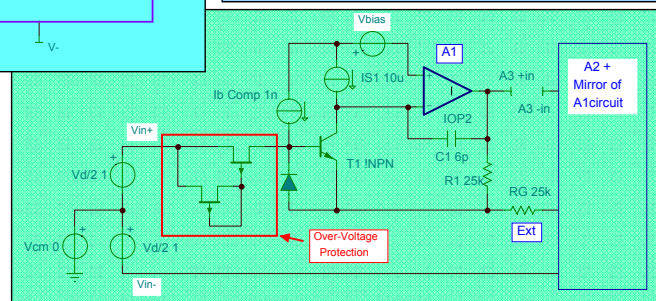 V-
Vbias
+
A1
IS1 10u
Ib Comp 1n
+
-
IOP2
C1 6p
A3 +in
A3 -in
A2 +
Mirror of
A1circuit
Vin+
+
Vd/2 1
T1 !NPN
R1 25k
RG 25k
Ext
Over-Voltage
Protection
+
Vcm 0
+
Vd/2 1
Vin-